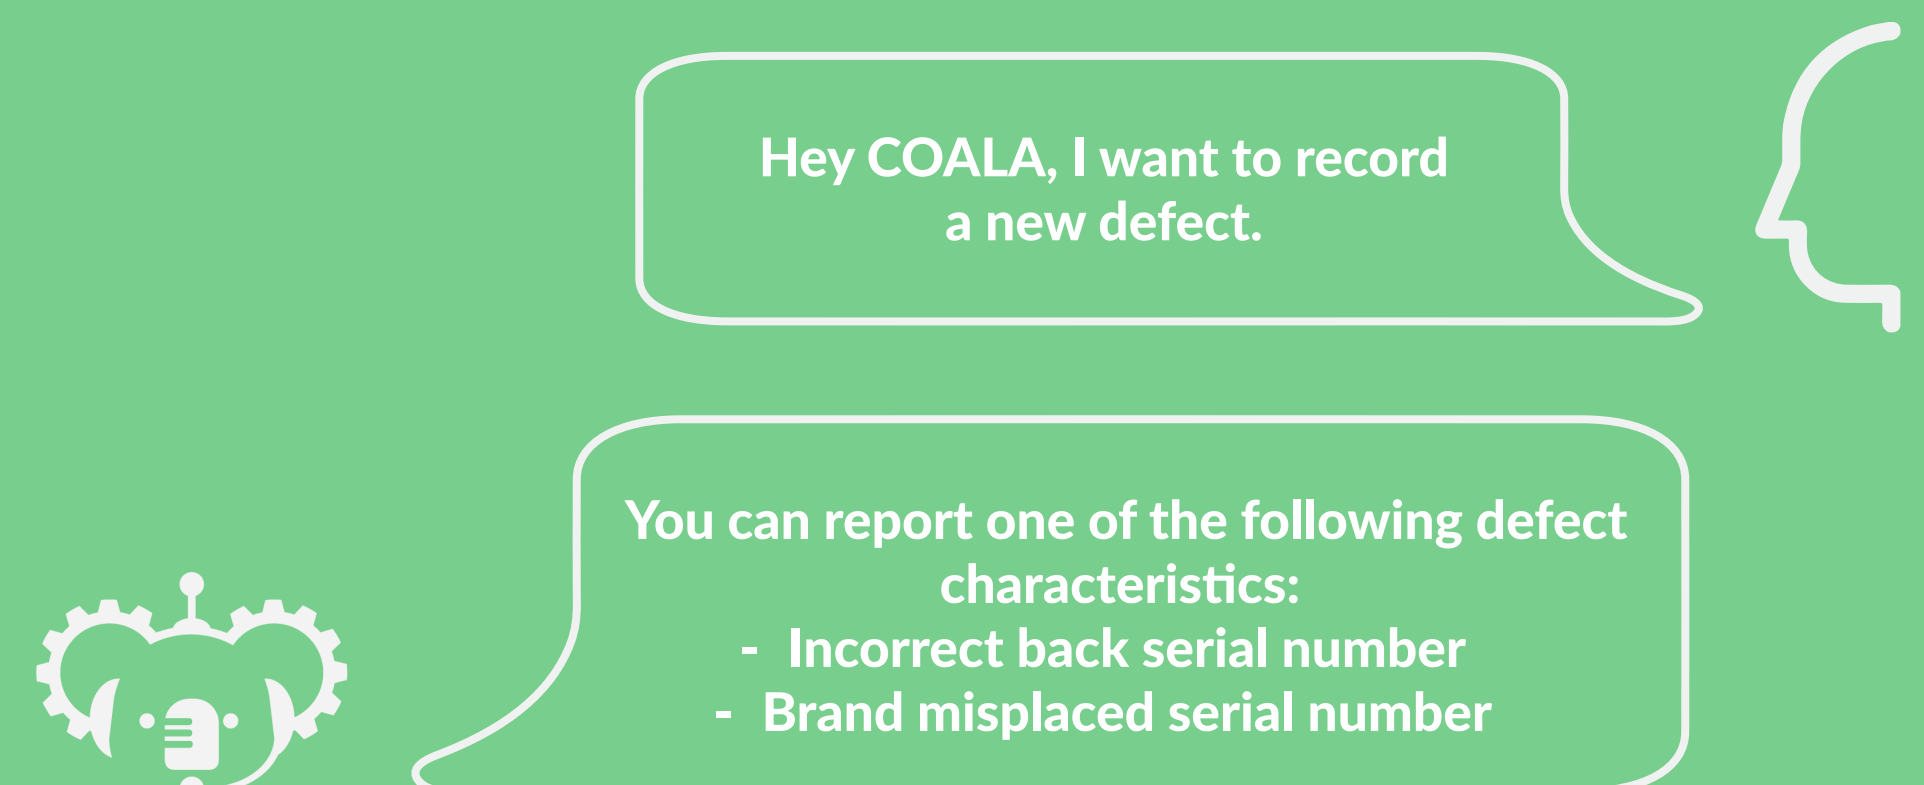 Hey COALA, I want to record
a new defect.
You can report one of the following defect
characteristics:
- Incorrect back serial number
- Brand misplaced serial number